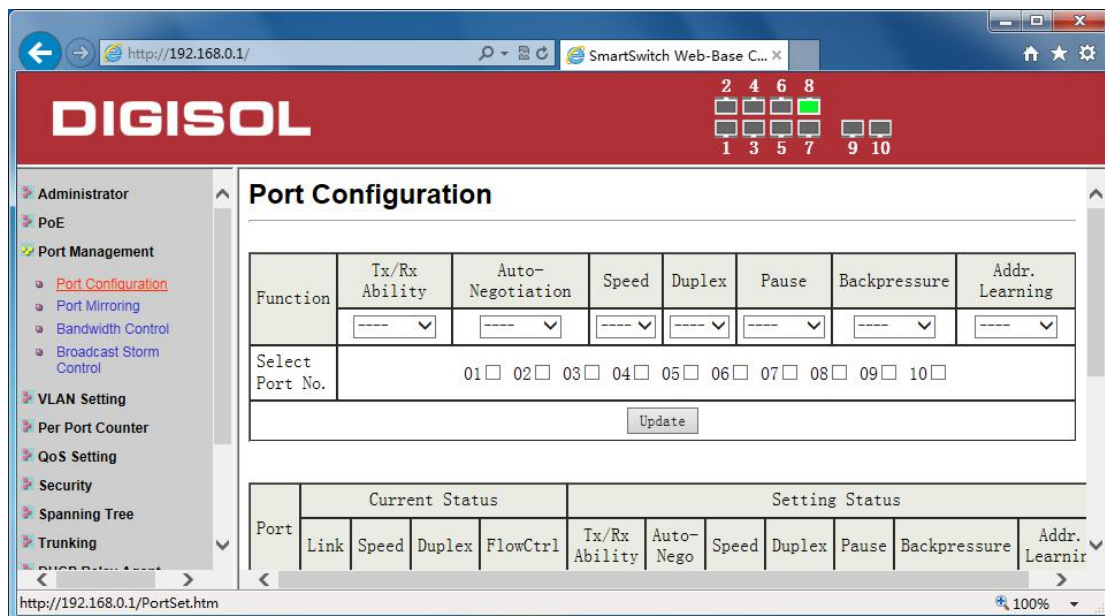 http://192.168.0.1/
SmartSwitch Web-Base C...
DIGISOL
2 4 6 8
1 3 5 7 9 10
Administrator
PoE
Port Management
Port Configuration
Port Mirroring
Bandwidth Control
Broadcast Storm
Control
VLAN Setting
Per Port Counter
QoS Setting
Security
Spanning Tree
Trunking
Port Configuration
Function
Tx/Rx
Ability
Auto-
Negotiation
Speed
Duplex
Pause
Backpressure
Addr.
Learning
---- ---- ---- ---- ---- ---- ----
Select
Port No.
01 02 03 04 05 06 07 08 09 10
Update
Port
Current Status
Setting Status
Link
Speed
Duplex
FlowCtrl
Tx/Rx
Ability
Auto-
Nego
Speed
Duplex
Pause
Backpressure
Addr.
http://192.168.0.1/PortSet.htm
100%